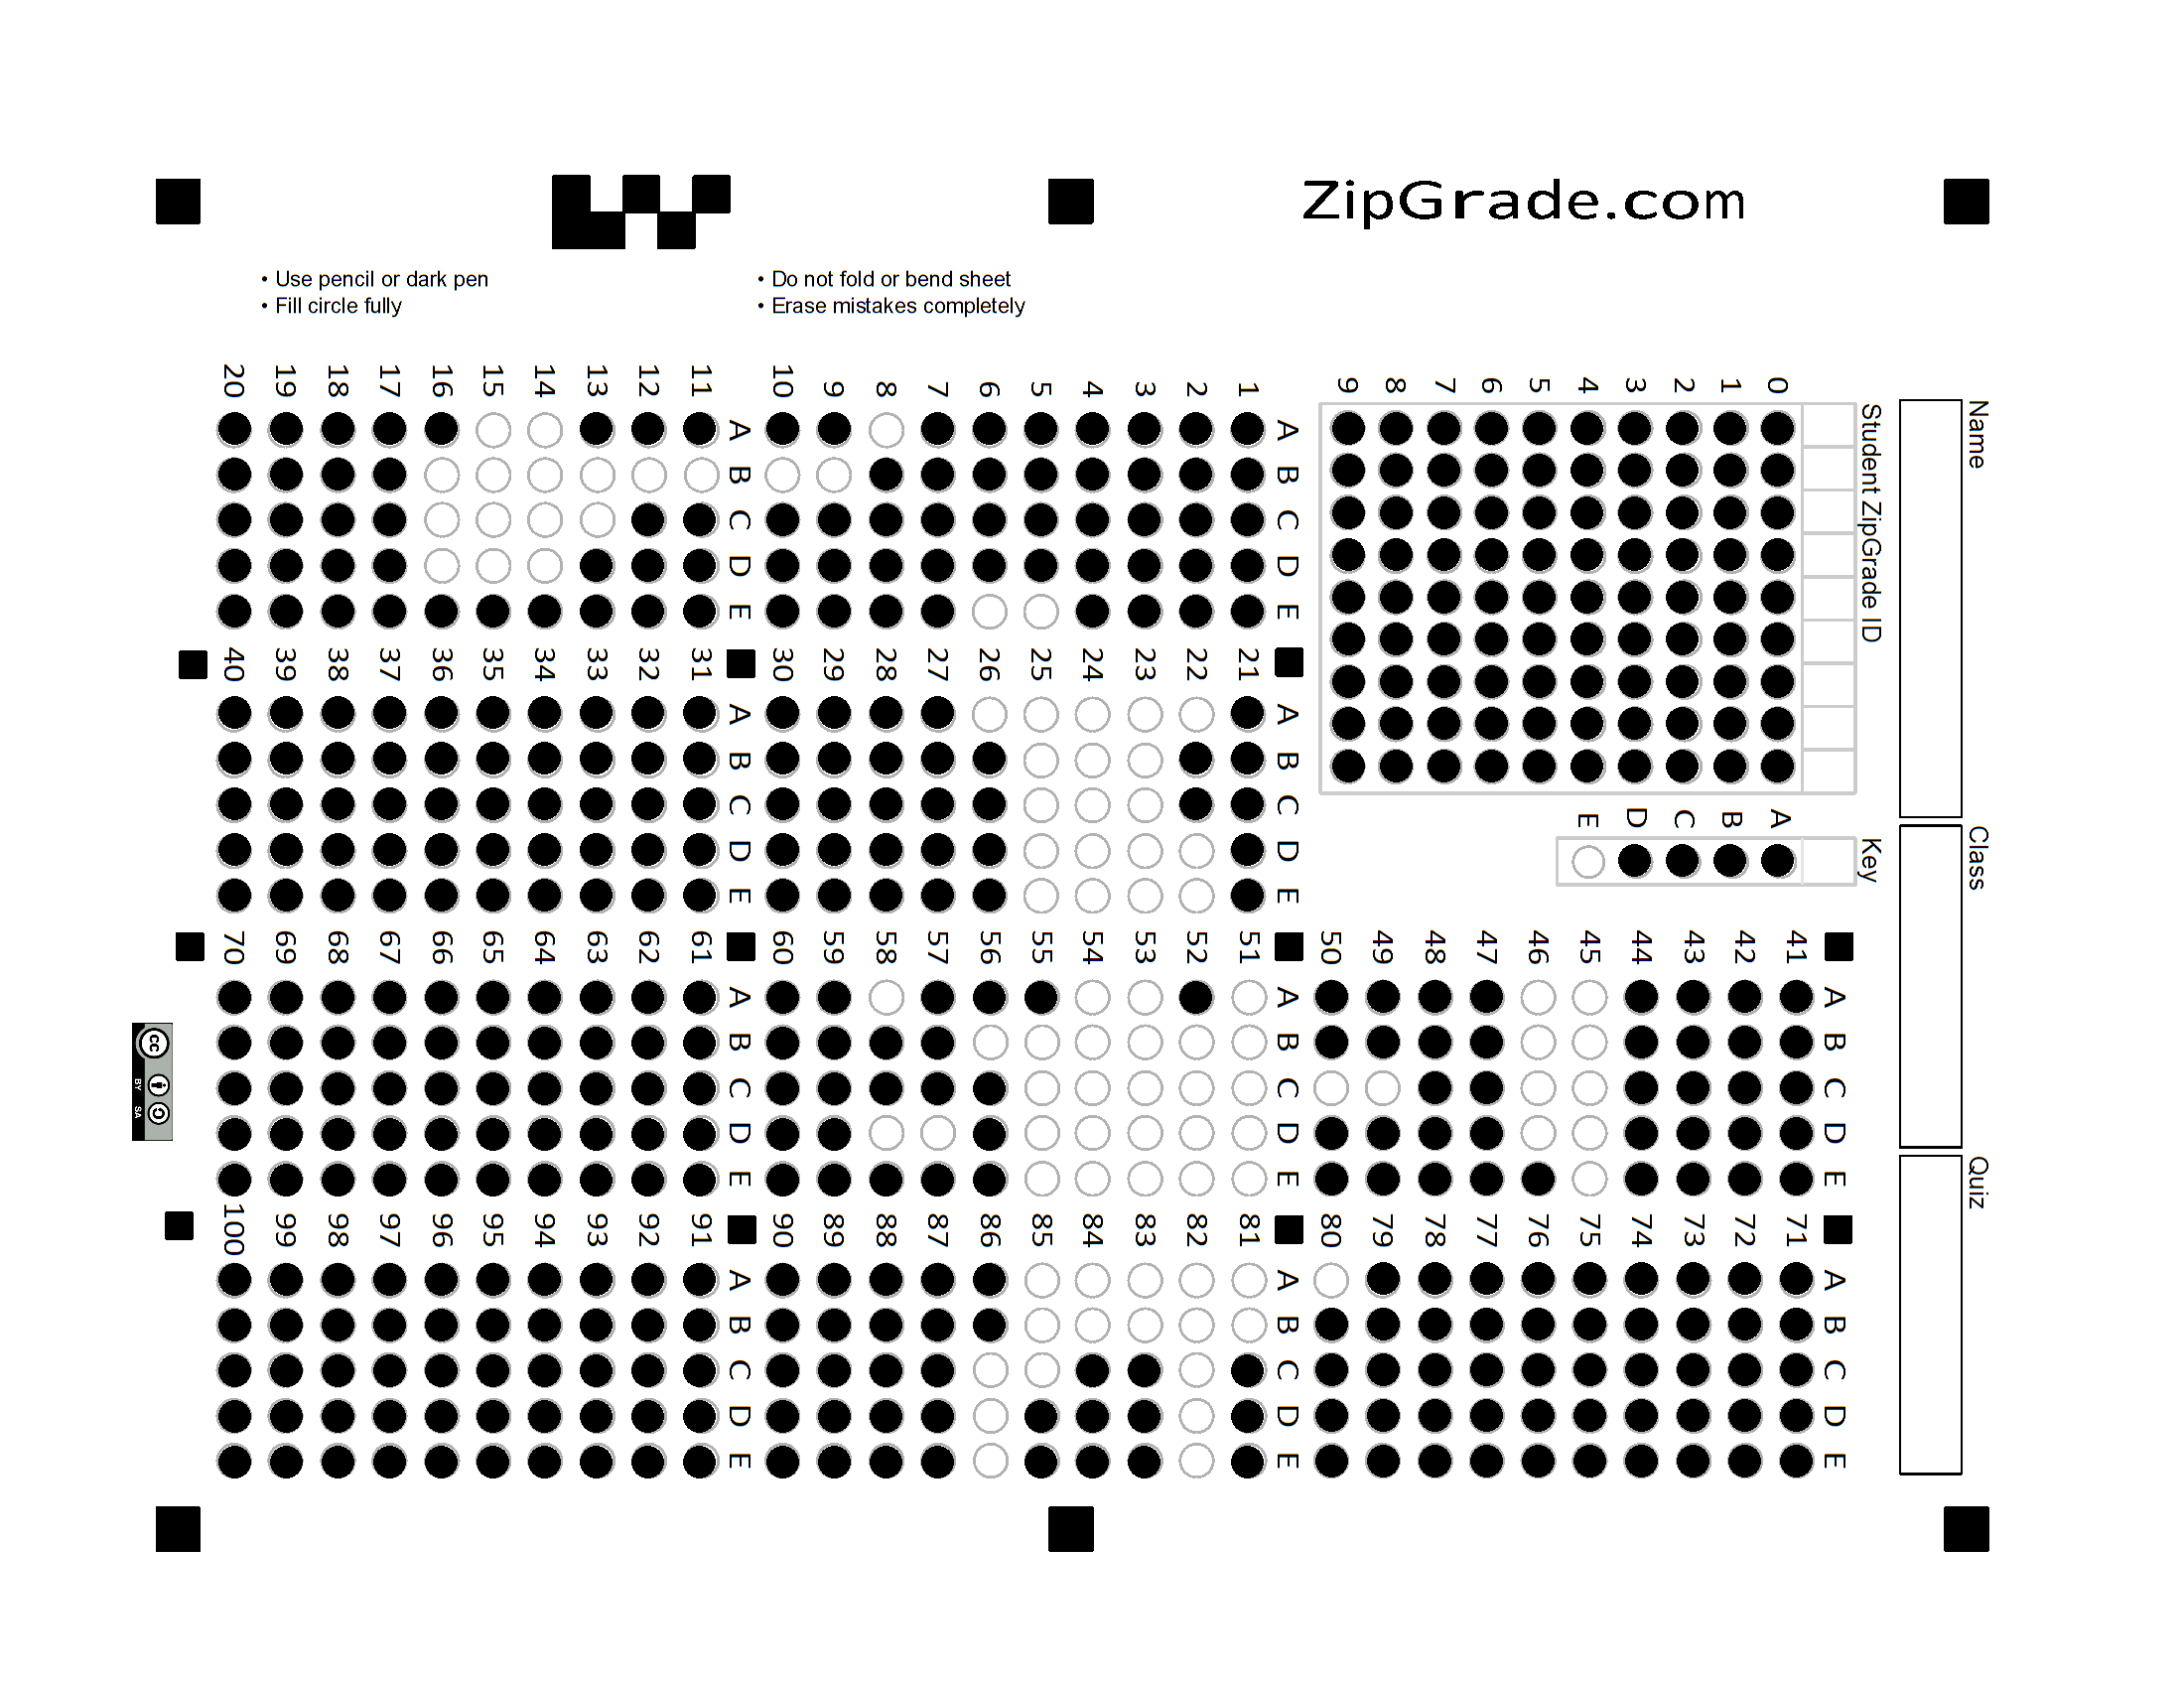 ZipGrade.com
• Use pencil or dark pen
• Fill circle fully
• Do not fold or bend sheet
• Erase mistakes completely
Name
Class
Quiz
Student ZipGrade ID
0 1 2 3 4 5 6 7 8 9
Key
A B C D E
A B C D E
1 2 3 4 5 6 7 8 9 10
A B C D E
11 12 13 14 15 16 17 18 19 20
A B C D E
21 22 23 24 25 26 27 28 29 30
A B C D E
31 32 33 34 35 36 37 38 39 40
A B C D E
41 42 43 44 45 46 47 48 49 50
A B C D E
51 52 53 54 55 56 57 58 59 60
A B C D E
61 62 63 64 65 66 67 68 69 70
A B C D E
71 72 73 74 75 76 77 78 79 80
A B C D E
81 82 83 84 85 86 87 88 89 90
A B C D E
91 92 93 94 95 96 97 98 99 100
A B C D E
cc
BY SA